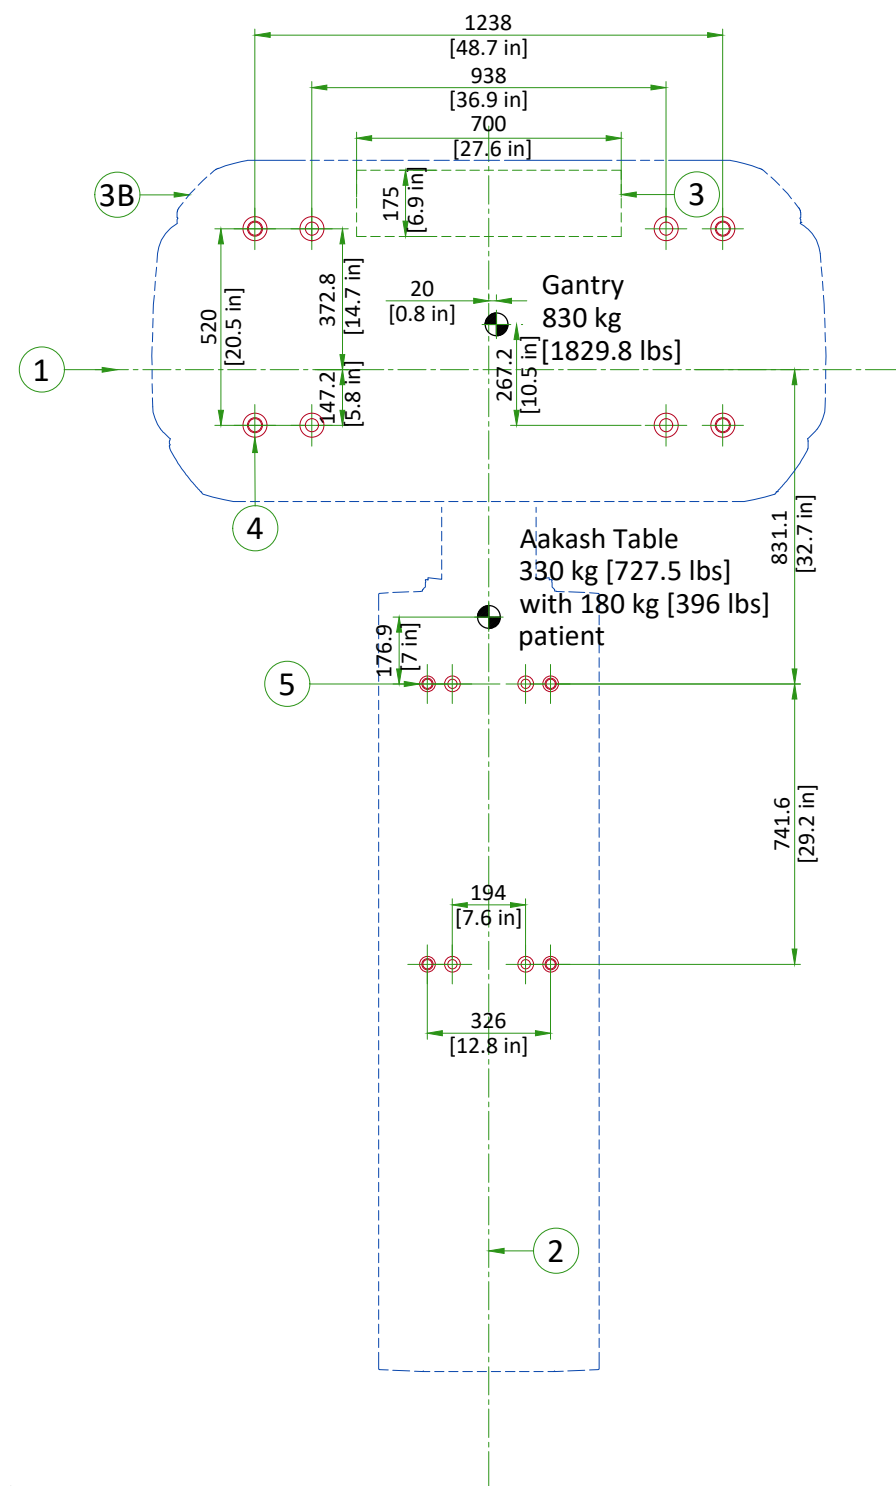 1238
[48.7 in]
938
[36.9 in]
700
[27.6 in]
3B
175
[6.9 in]
3
20
[0.8 in]
Gantry
830 kg
[1829.8 lbs]
520
[20.5 in]
372.8
[14.7 in]
1
147.2
[5.8 in]
267.2
[10.5 in]
4
831.1
[32.7 in]
Aakash Table
330 kg [727.5 lbs]
with 180 kg [396 lbs]
patient
176.9
[7 in]
5
741.6
[29.2 in]
194
[7.6 in]
326
[12.8 in]
2